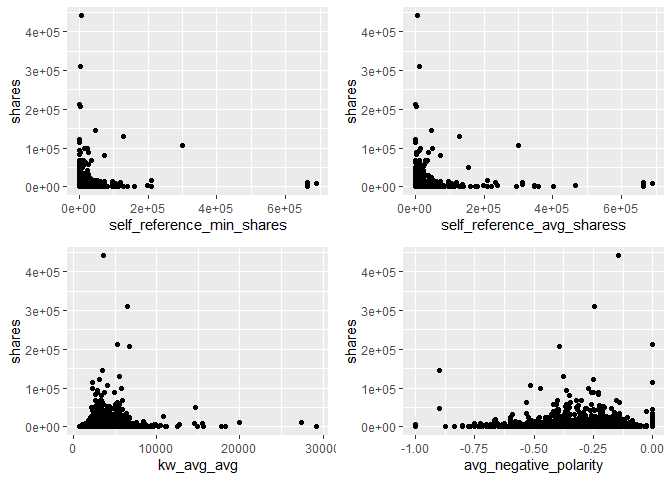 4e+05
3e+05
2e+05
1e+05
0e+00
shares
0e+00 2e+05 4e+05 6e+05
self_reference_min_shares
4e+05
3e+05
2e+05
1e+05
0e+00
shares
0e+00 2e+05 4e+05 6e+05
self_reference_avg_sharess
4e+05
3e+05
2e+05
1e+05
0e+00
shares
0 10000 20000 30000
kw_avg_avg
4e+05
3e+05
2e+05
1e+05
0e+00
shares
-1.00 -0.75 -0.50 -0.25 0.00
avg_negative_polarity